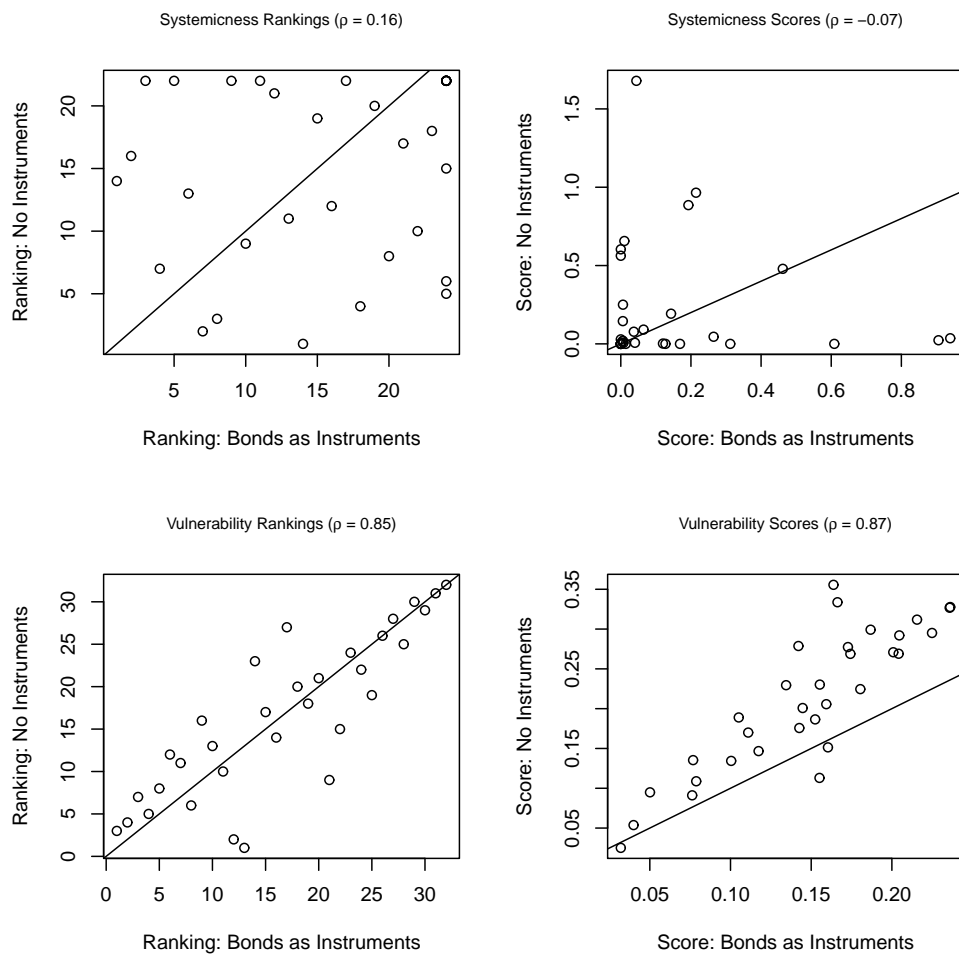 Systemicness Rankings (ρ = 0.16)
Ranking: No Instruments
20
15
10
5
5 10 15 20
Ranking: Bonds as Instruments
Systemicness Scores (ρ = −0.07)
Score: No Instruments
1.5
1.0
0.5
0.0
0.0 0.2 0.4 0.6 0.8
Score: Bonds as Instruments
Vulnerability Rankings (ρ = 0.85)
Ranking: No Instruments
30
25
20
15
10
5
0
0 5 10 15 20 25 30
Ranking: Bonds as Instruments
Vulnerability Scores (ρ = 0.87)
Score: No Instruments
0.35
0.25
0.15
0.05
0.05 0.10 0.15 0.20
Score: Bonds as Instruments